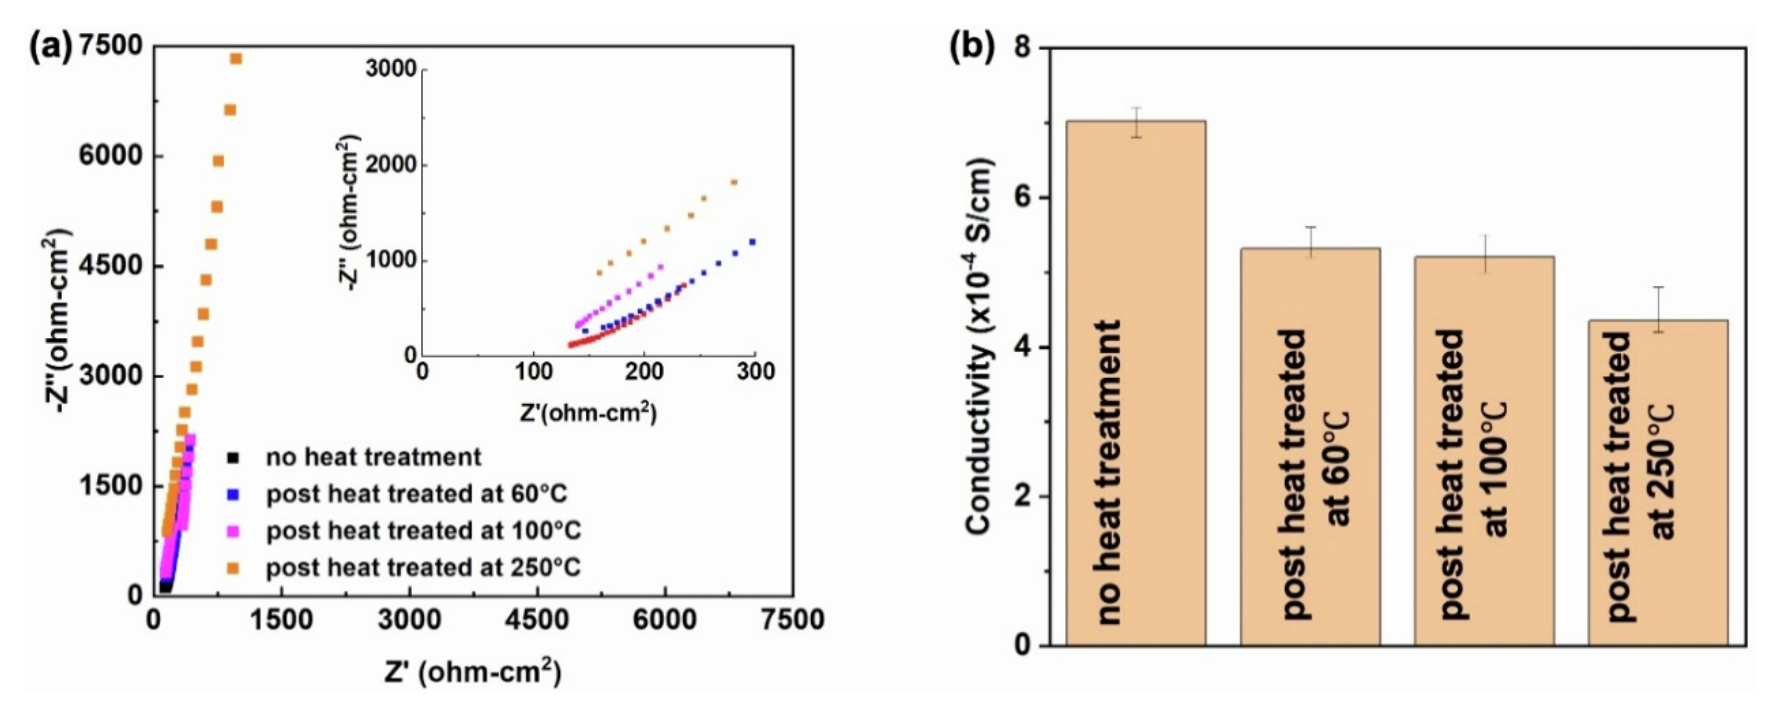 (a)
7500
6000
4500
3000
1500
0
-Z''(ohm-cm²)
0 1500 3000 4500 6000 7500
Z' (ohm-cm²)
3000
2000
1000
0
-Z'' (ohm-cm²)
0 100 200 300
Z'(ohm-cm²)
no heat treatment
post heat treated at 60°C
post heat treated at 100°C
post heat treated at 250°C
(b)
8
6
4
2
0
Conductivity (x10⁻⁴ S/cm)
no heat treatment
post heat treated
at 60℃
post heat treated
at 100℃
post heat treated
at 250℃